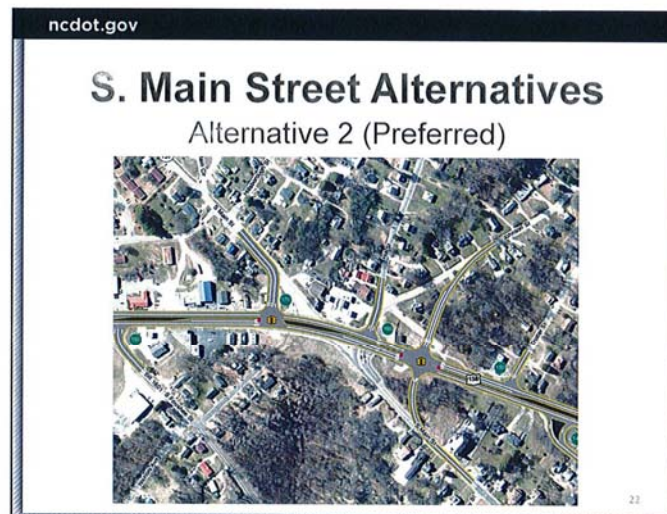 ncdot.gov
S. Main Street Alternatives
Alternative 2 (Preferred)
22